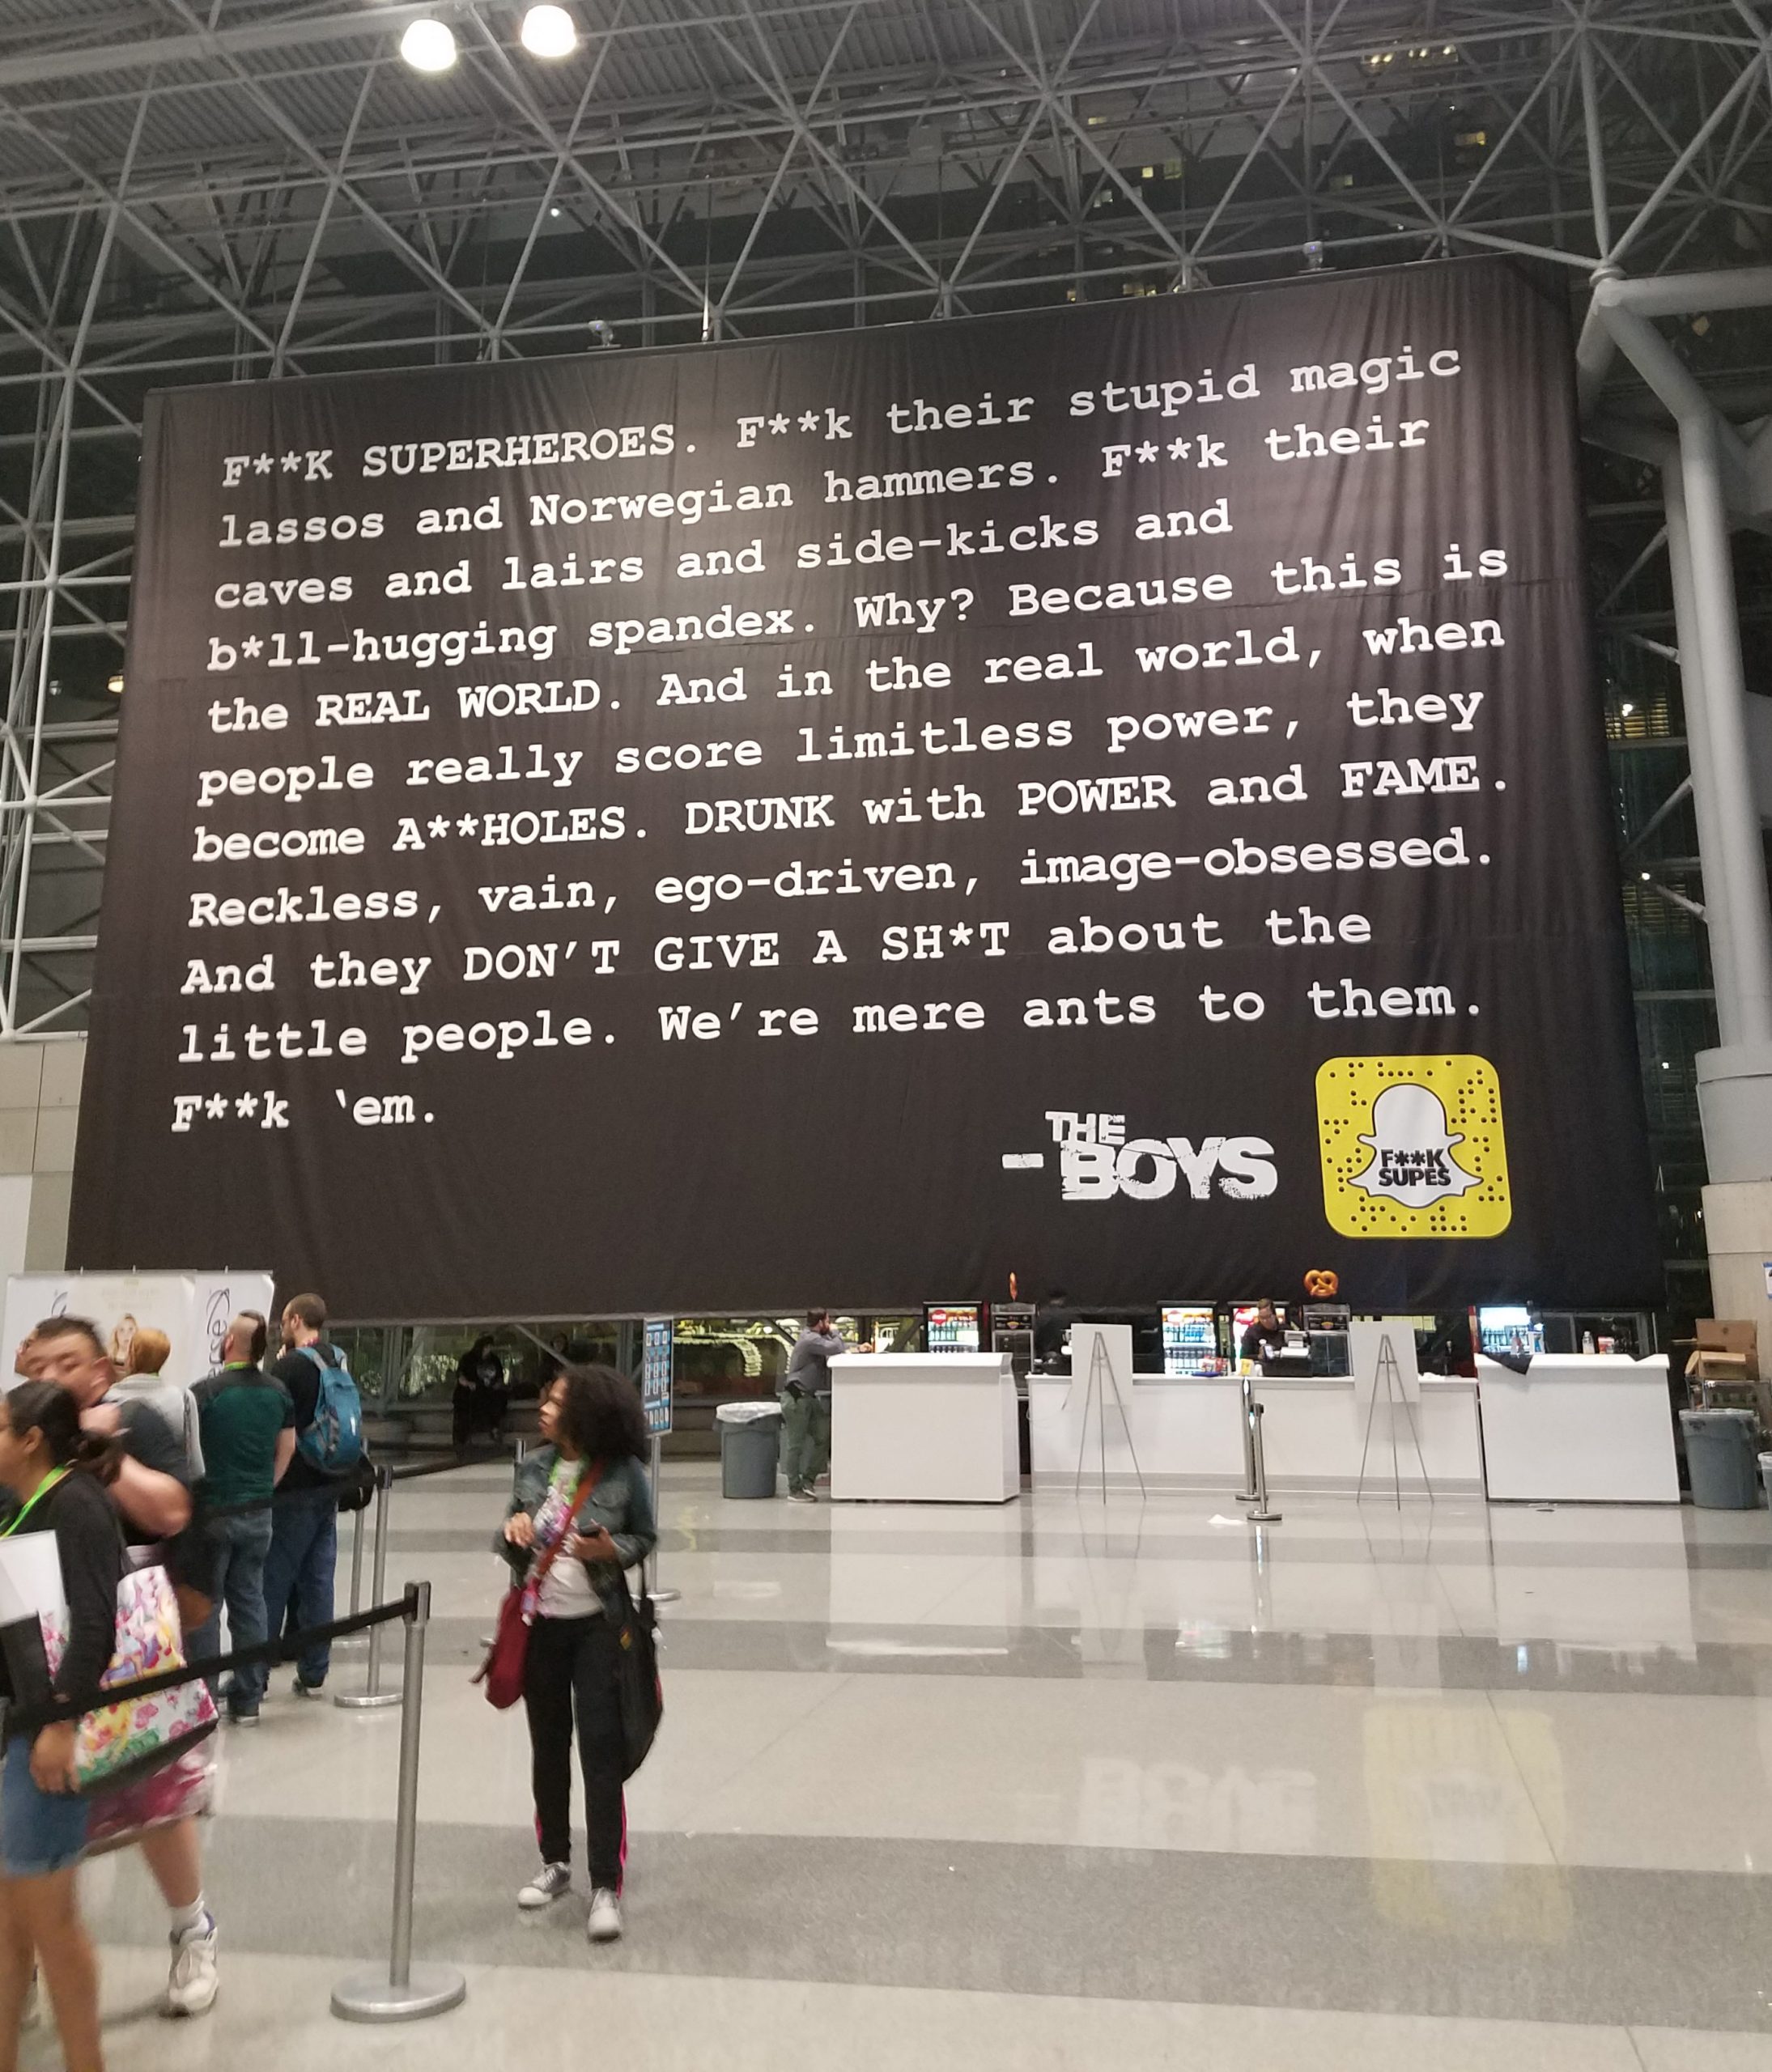 F**K SUPERHEROES. F**k their stupid magic
lassos and Norwegian hammers. F**k their
caves and lairs and side-kicks and
b*ll-hugging spandex. Why? Because this is
the REAL WORLD. And in the real world, when
people really score limitless power, they
become A**HOLES. DRUNK with POWER and FAME.
Reckless, vain, ego-driven, image-obsessed.
And they DON'T GIVE A SH*T about the
little people. We're mere ants to them.
F**k 'em.
- THE
BOYS
F**K
SUPES